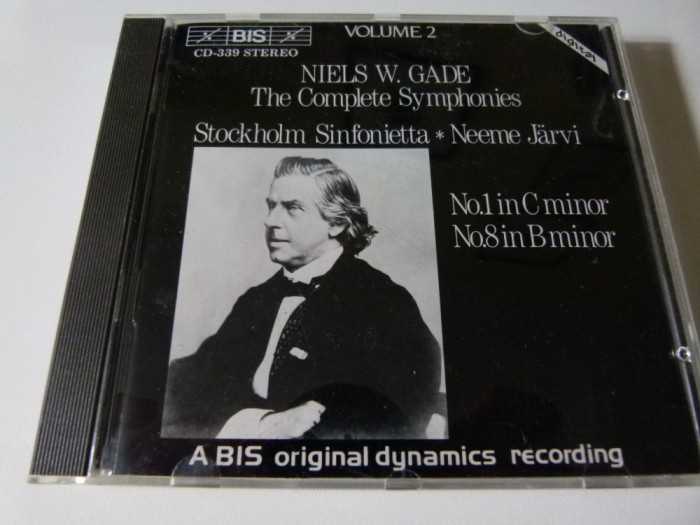 VOLUME 2
digital
BIS
CD-339 STEREO
NIELS W. GADE
The Complete Symphonies
Stockholm Sinfonietta * Neeme Järvi
No.1 in C minor
No.8 in B minor
A BIS original dynamics recording